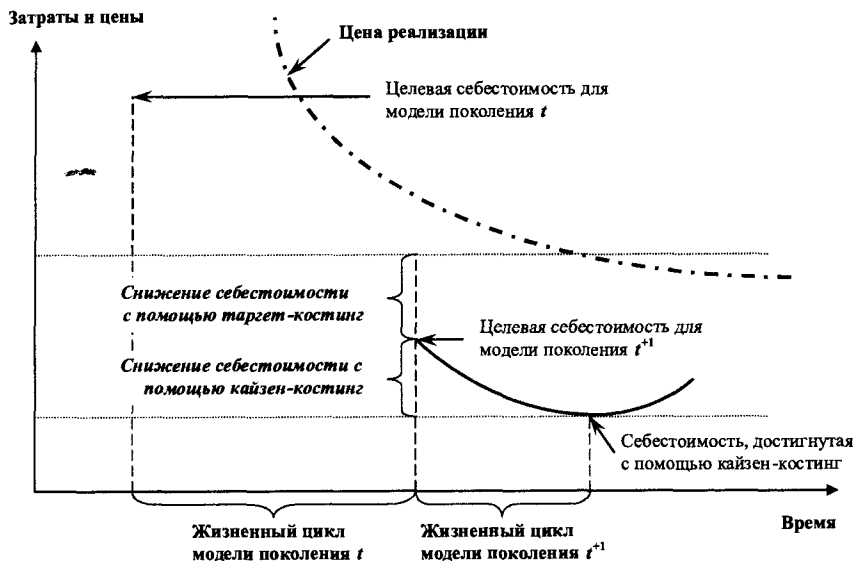 Затраты и цены
Цена реализации
Целевая себестоимость для
модели поколения t
Снижение себестоимости
с помощью таргет-костинг
Целевая себестоимость для
модели поколения t+1
Снижение себестоимости с
помощью кайзен-костинг
Себестоимость, достигнутая
с помощью кайзен-костинг
Время
Жизненный цикл
модели поколения t
Жизненный цикл
модели поколения t+1